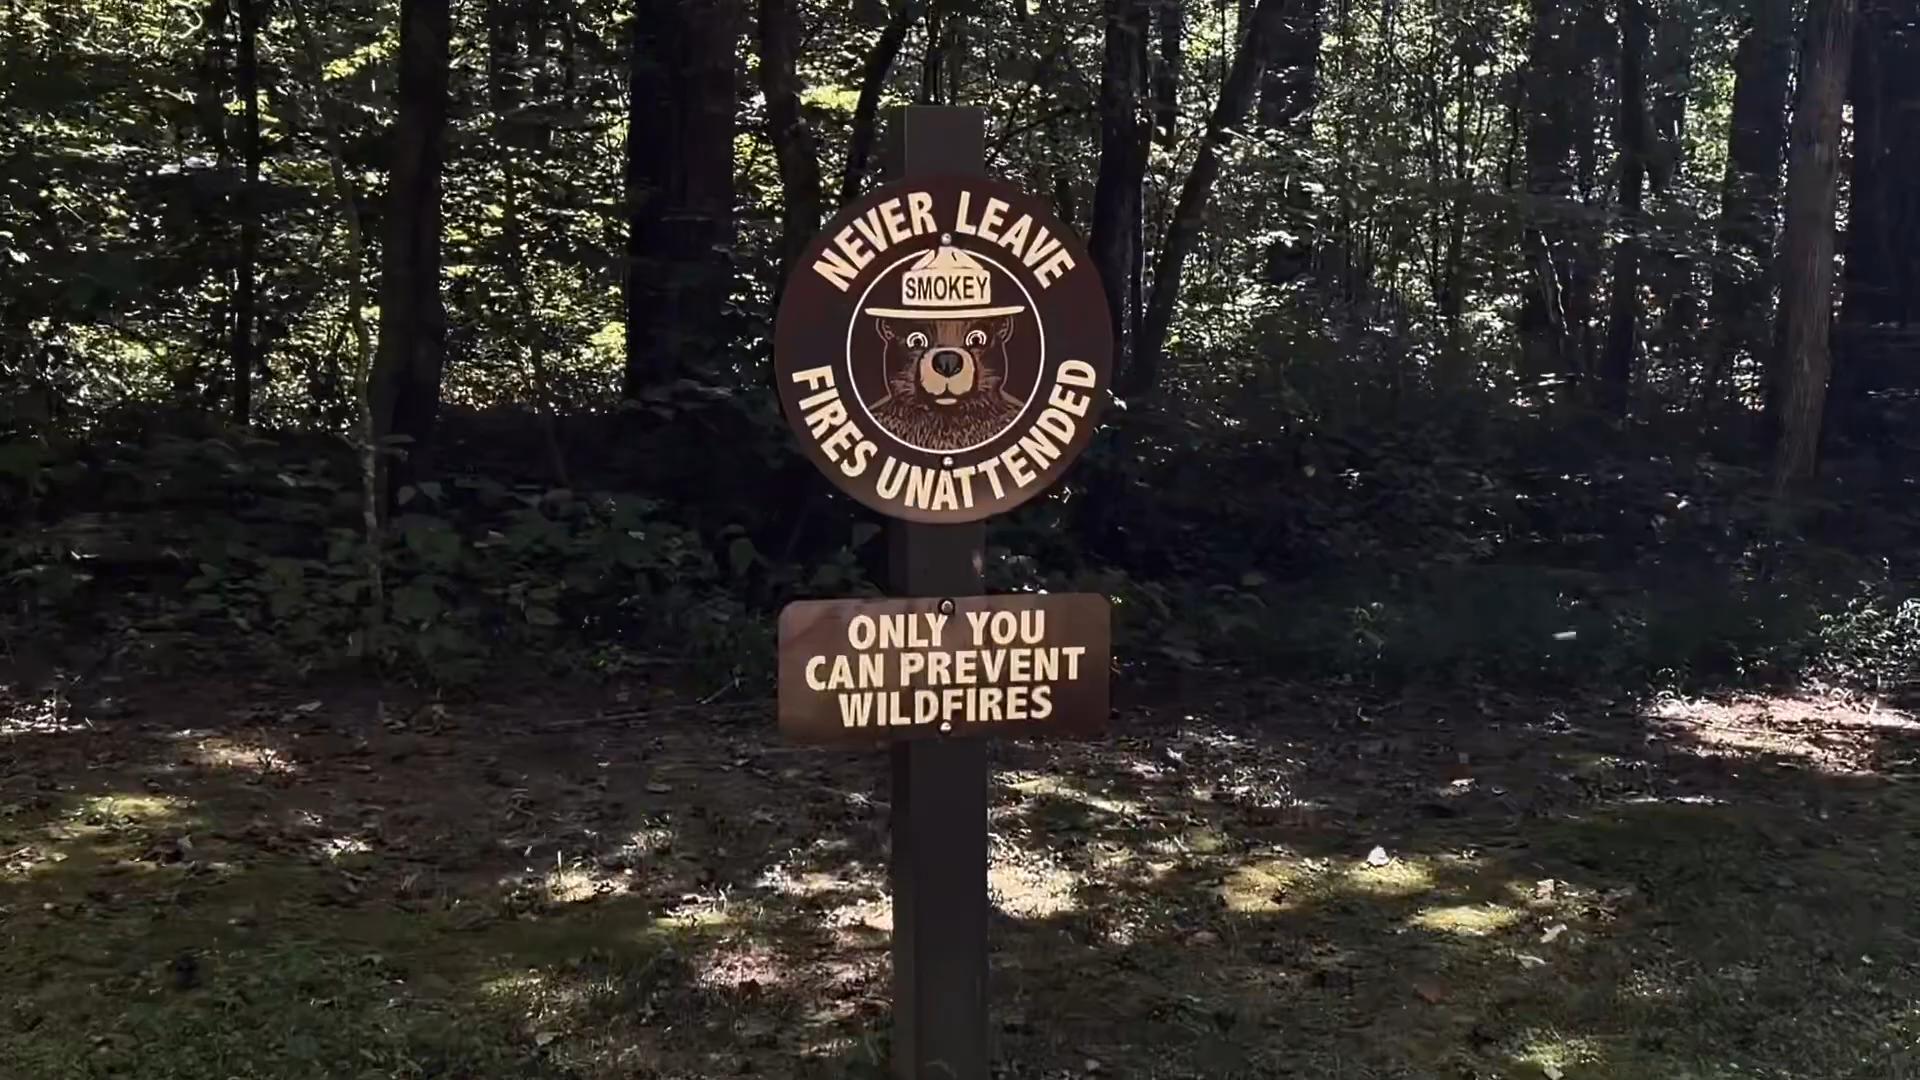 NEVER LEAVE
SMOKEY
FIRES UNATTENDED
ONLY YOU
CAN PREVENT
WILDFIRES